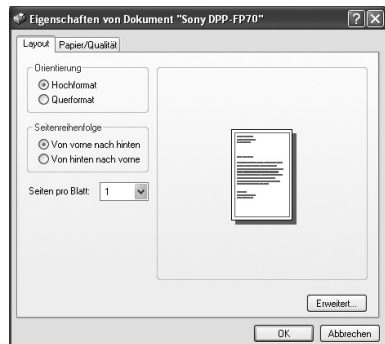 Eigenschaften von Dokument "Sony DPP-FP70"
Layout
Papier/Qualität
Orientierung
Hochformat
Querformat
Seitenreihenfolge
Von vorne nach hinten
Von hinten nach vorne
Seiten pro Blatt: 1
Erweitert...
OK
Abbrechen